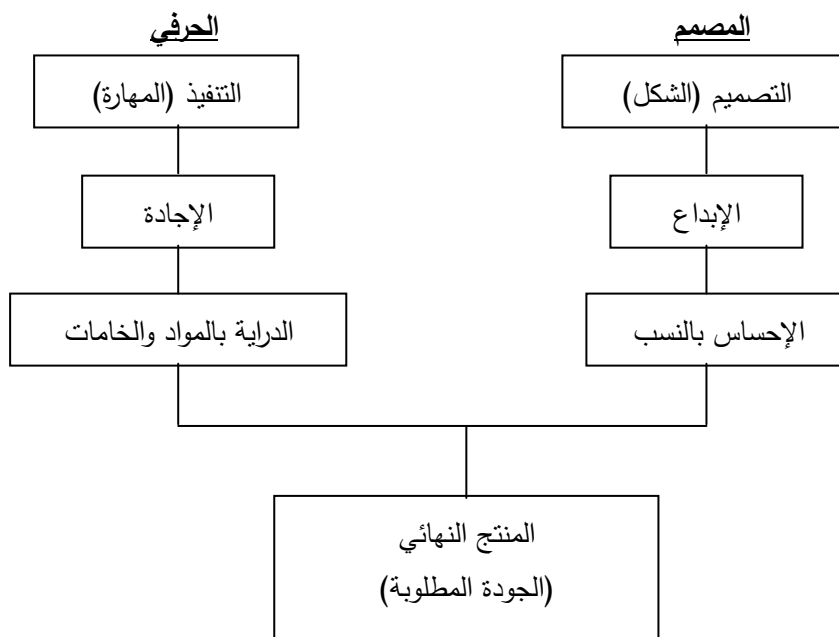 المصمم
الحرفي
التصميم (الشكل)
التنفيذ (المهارة)
الإبداع
الإجادة
الإحساس بالنسب
الدراية بالمواد والخامات
المنتج النهائي
(الجودة المطلوبة)